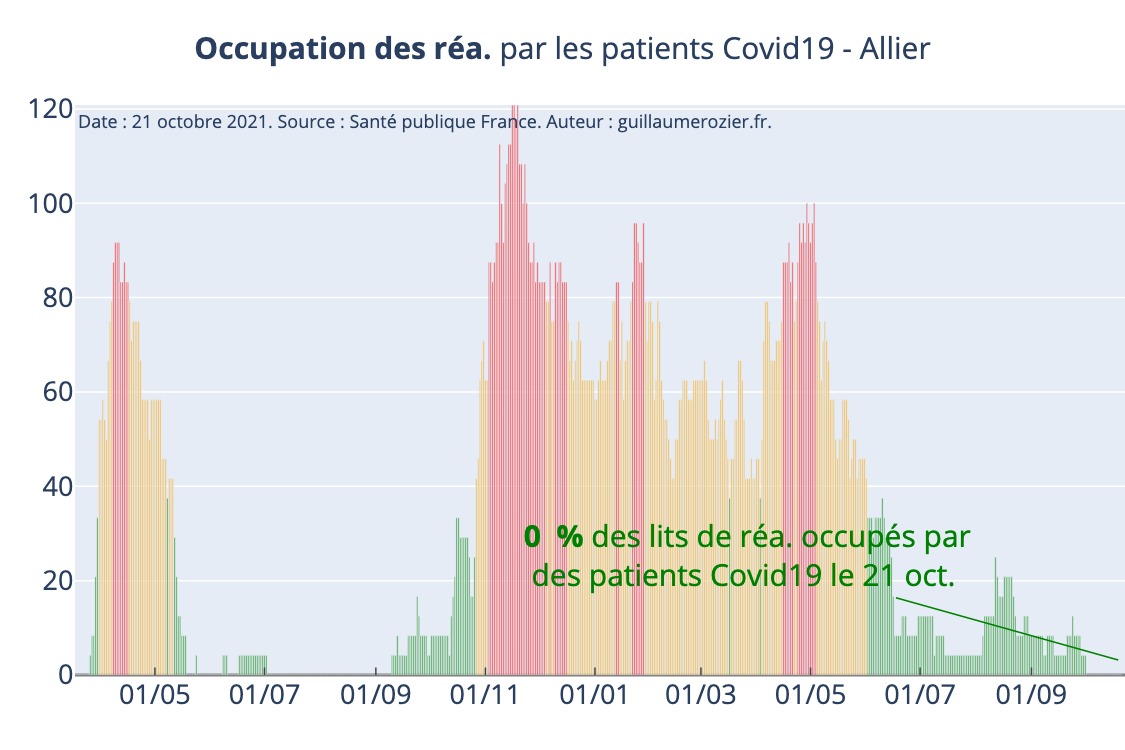 Occupation des réa. par les patients Covid19 - Allier
120
Date : 21 octobre 2021. Source : Santé publique France. Auteur : guillaumerozier.fr.
100
80
60
40
0 % des lits de réa. occupés par
des patients Covid19 le 21 oct.
20
0
01/05 01/07 01/09 01/11 01/01 01/03 01/05 01/07 01/09